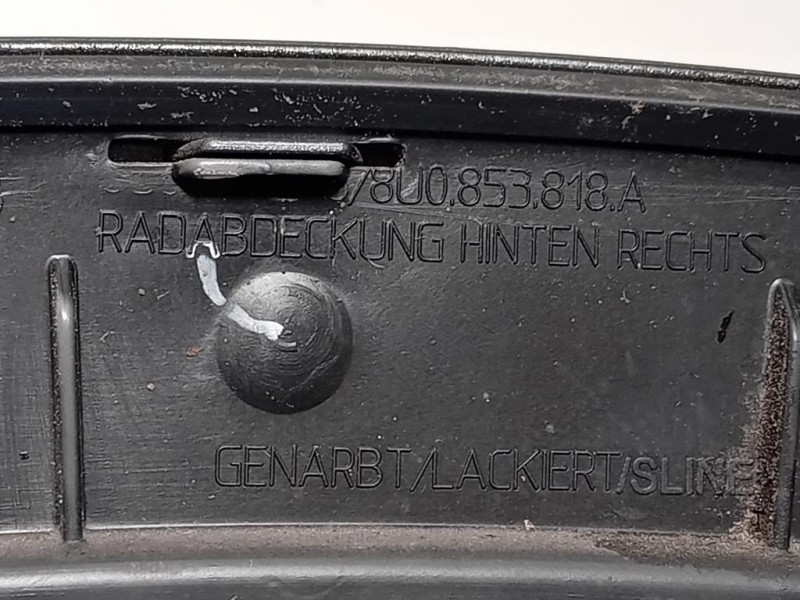 /8U0.853.818.A
RADABDECKUNG HINTEN RECHTS
GENARBT/LACKIERT/SLINE